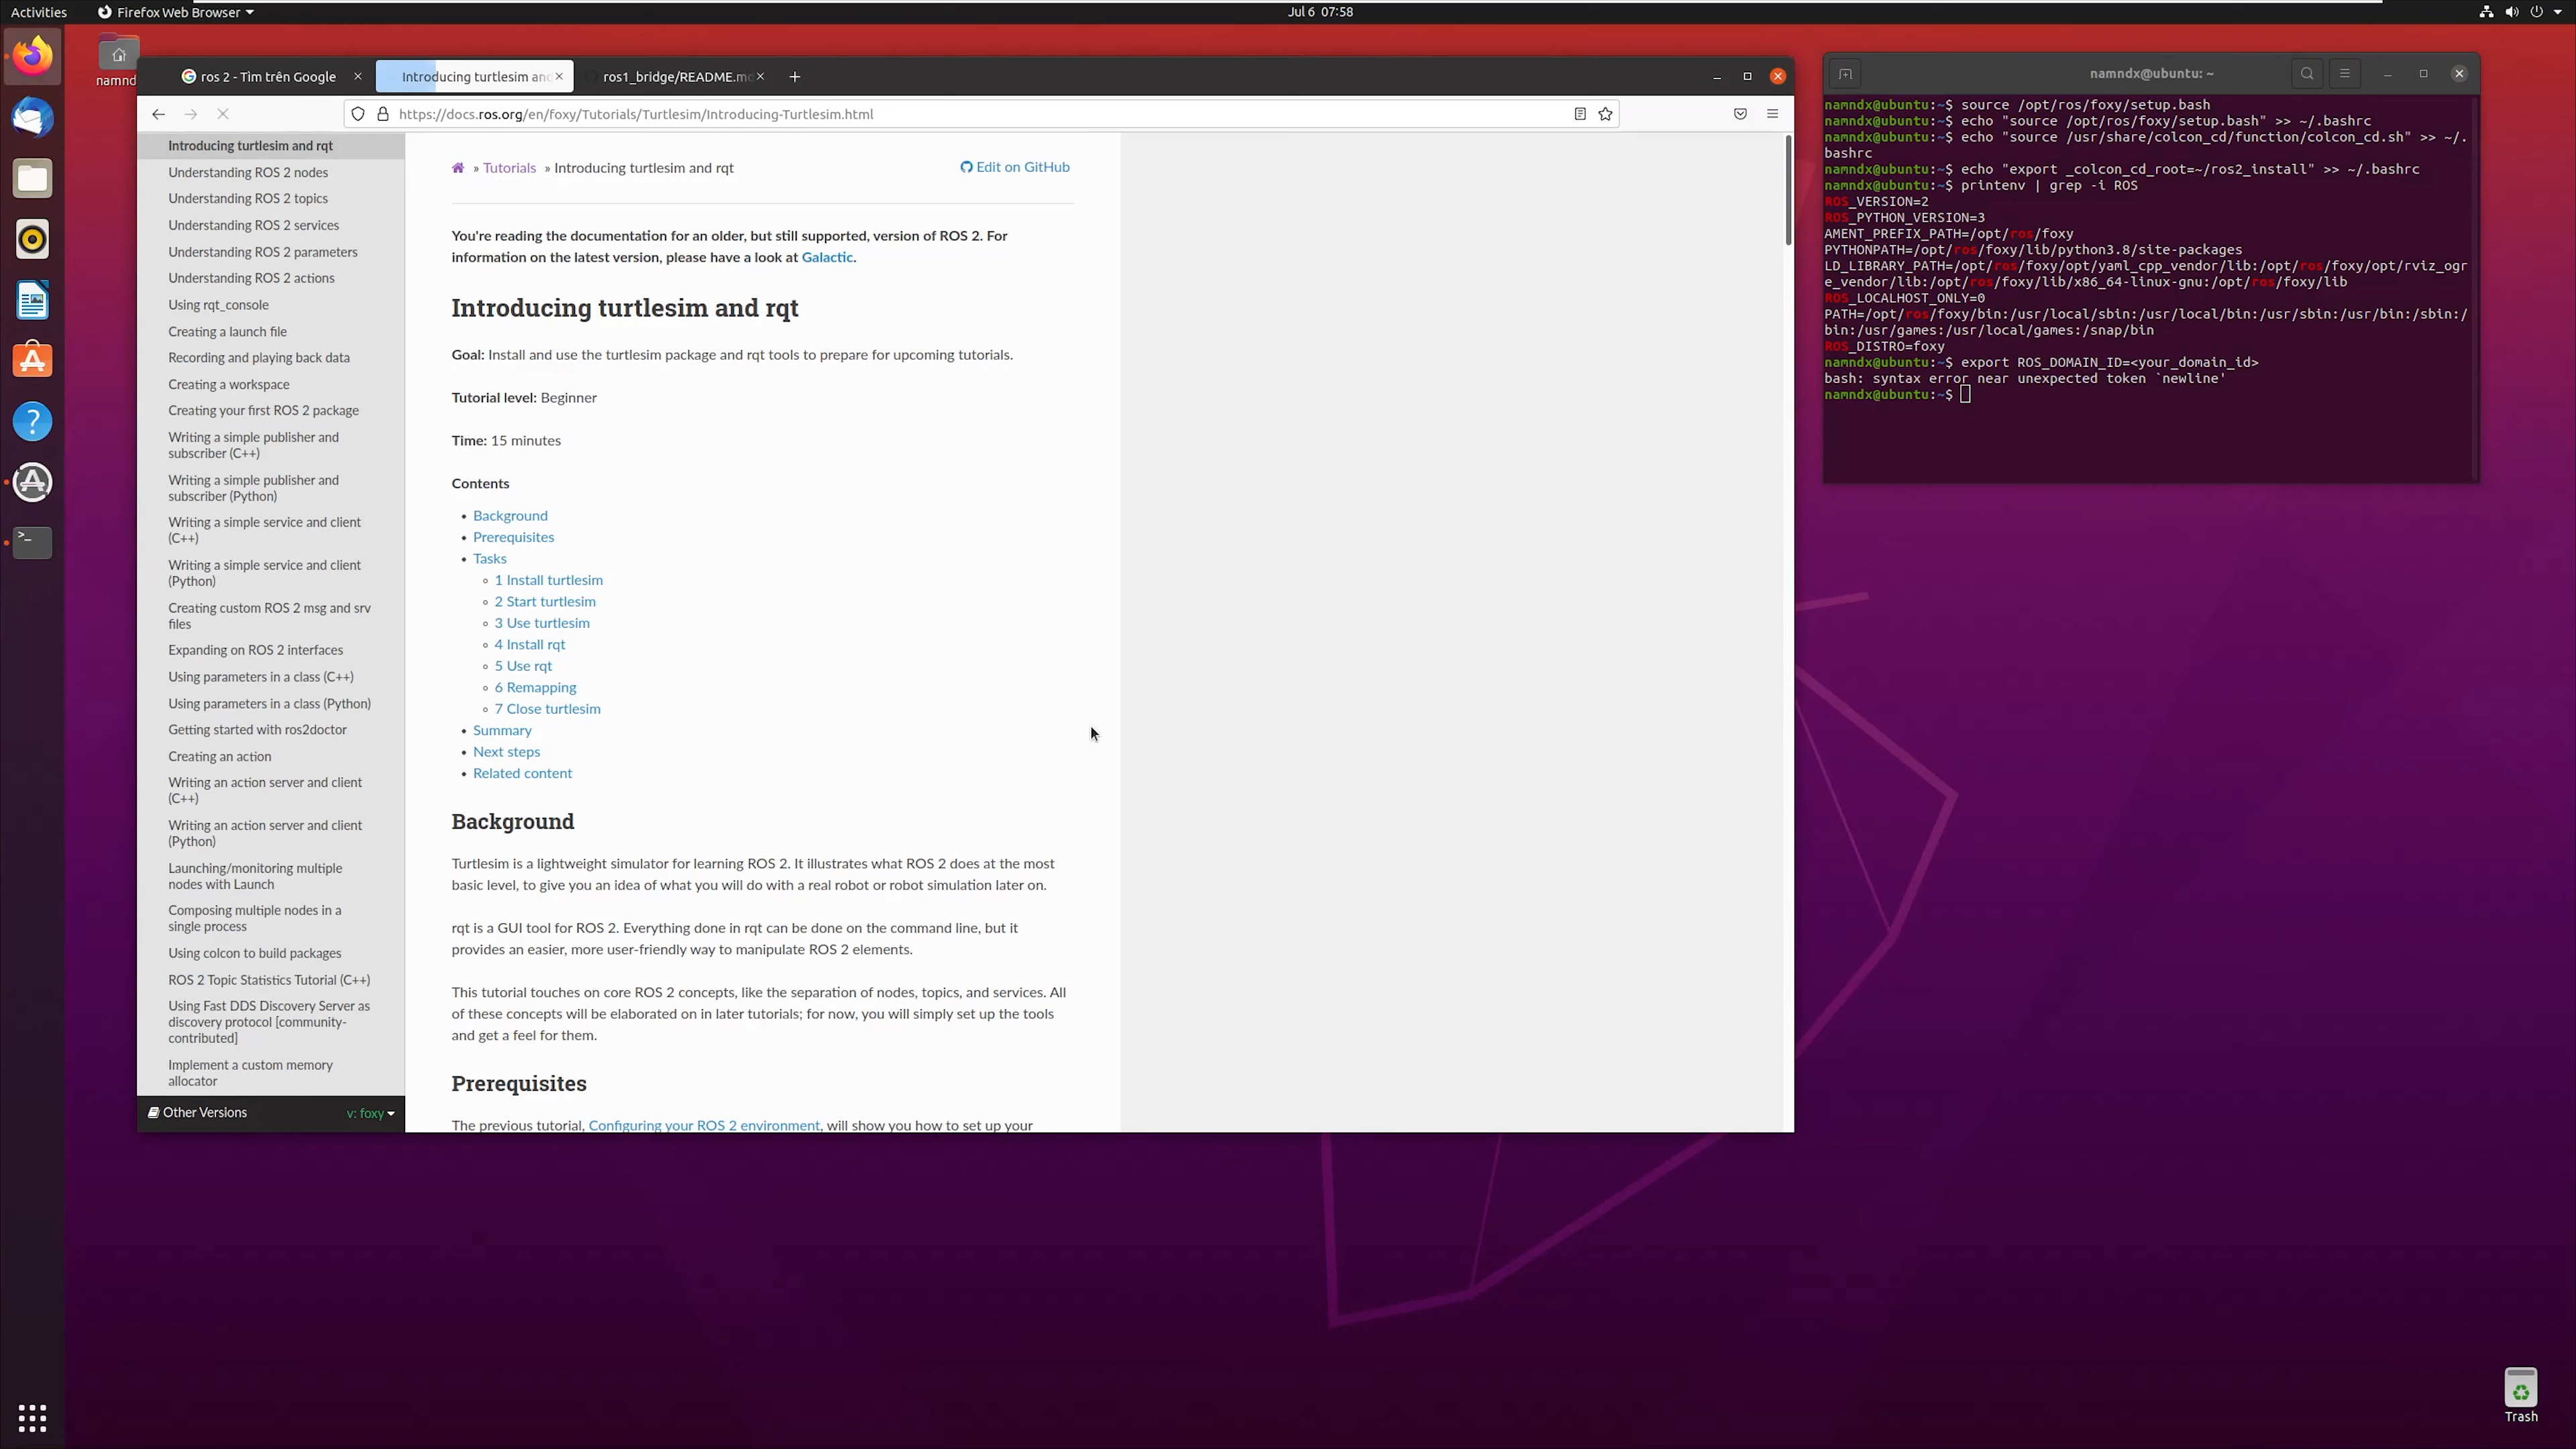 Activities
Firefox Web Browser
Jul 6 07:58
namndx
ros 2 - Tìm trên Google
Introducing turtlesim and
ros1_bridge/README.md
https://docs.ros.org/en/foxy/Tutorials/Turtlesim/Introducing-Turtlesim.html
Introducing turtlesim and rqt
Understanding ROS 2 nodes
Understanding ROS 2 topics
Understanding ROS 2 services
Understanding ROS 2 parameters
Understanding ROS 2 actions
Using rqt_console
Creating a launch file
Recording and playing back data
Creating a workspace
Creating your first ROS 2 package
Writing a simple publisher and
subscriber (C++)
Writing a simple publisher and
subscriber (Python)
Writing a simple service and client
(C++)
Writing a simple service and client
(Python)
Creating custom ROS 2 msg and srv
files
Expanding on ROS 2 interfaces
Using parameters in a class (C++)
Using parameters in a class (Python)
Getting started with ros2doctor
Creating an action
Writing an action server and client
(C++)
Writing an action server and client
(Python)
Launching/monitoring multiple
nodes with Launch
Composing multiple nodes in a
single process
Using colcon to build packages
ROS 2 Topic Statistics Tutorial (C++)
Using Fast DDS Discovery Server as
discovery protocol [community-
contributed]
Implement a custom memory
allocator
Other Versions
v: foxy
» Tutorials » Introducing turtlesim and rqt
Edit on GitHub
You're reading the documentation for an older, but still supported, version of ROS 2. For
information on the latest version, please have a look at Galactic.
Introducing turtlesim and rqt
Goal: Install and use the turtlesim package and rqt tools to prepare for upcoming tutorials.
Tutorial level: Beginner
Time: 15 minutes
Contents
• Background
• Prerequisites
• Tasks
◦ 1 Install turtlesim
◦ 2 Start turtlesim
◦ 3 Use turtlesim
◦ 4 Install rqt
◦ 5 Use rqt
◦ 6 Remapping
◦ 7 Close turtlesim
• Summary
• Next steps
• Related content
Background
Turtlesim is a lightweight simulator for learning ROS 2. It illustrates what ROS 2 does at the most
basic level, to give you an idea of what you will do with a real robot or robot simulation later on.
rqt is a GUI tool for ROS 2. Everything done in rqt can be done on the command line, but it
provides an easier, more user-friendly way to manipulate ROS 2 elements.
This tutorial touches on core ROS 2 concepts, like the separation of nodes, topics, and services. All
of these concepts will be elaborated on in later tutorials; for now, you will simply set up the tools
and get a feel for them.
Prerequisites
The previous tutorial, Configuring your ROS 2 environment, will show you how to set up your
namndx@ubuntu: ~
namndx@ubuntu:~$ source /opt/ros/foxy/setup.bash
namndx@ubuntu:~$ echo "source /opt/ros/foxy/setup.bash" >> ~/.bashrc
namndx@ubuntu:~$ echo "source /usr/share/colcon_cd/function/colcon_cd.sh" >> ~/.
bashrc
namndx@ubuntu:~$ echo "export _colcon_cd_root=~/ros2_install" >> ~/.bashrc
namndx@ubuntu:~$ printenv | grep -i ROS
ROS_VERSION=2
ROS_PYTHON_VERSION=3
AMENT_PREFIX_PATH=/opt/ros/foxy
PYTHONPATH=/opt/ros/foxy/lib/python3.8/site-packages
LD_LIBRARY_PATH=/opt/ros/foxy/opt/yaml_cpp_vendor/lib:/opt/ros/foxy/opt/rviz_ogr
e_vendor/lib:/opt/ros/foxy/lib/x86_64-linux-gnu:/opt/ros/foxy/lib
ROS_LOCALHOST_ONLY=0
PATH=/opt/ros/foxy/bin:/usr/local/sbin:/usr/local/bin:/usr/sbin:/usr/bin:/sbin:/
bin:/usr/games:/usr/local/games:/snap/bin
ROS_DISTRO=foxy
namndx@ubuntu:~$ export ROS_DOMAIN_ID=<your_domain_id>
bash: syntax error near unexpected token `newline'
namndx@ubuntu:~$
Trash